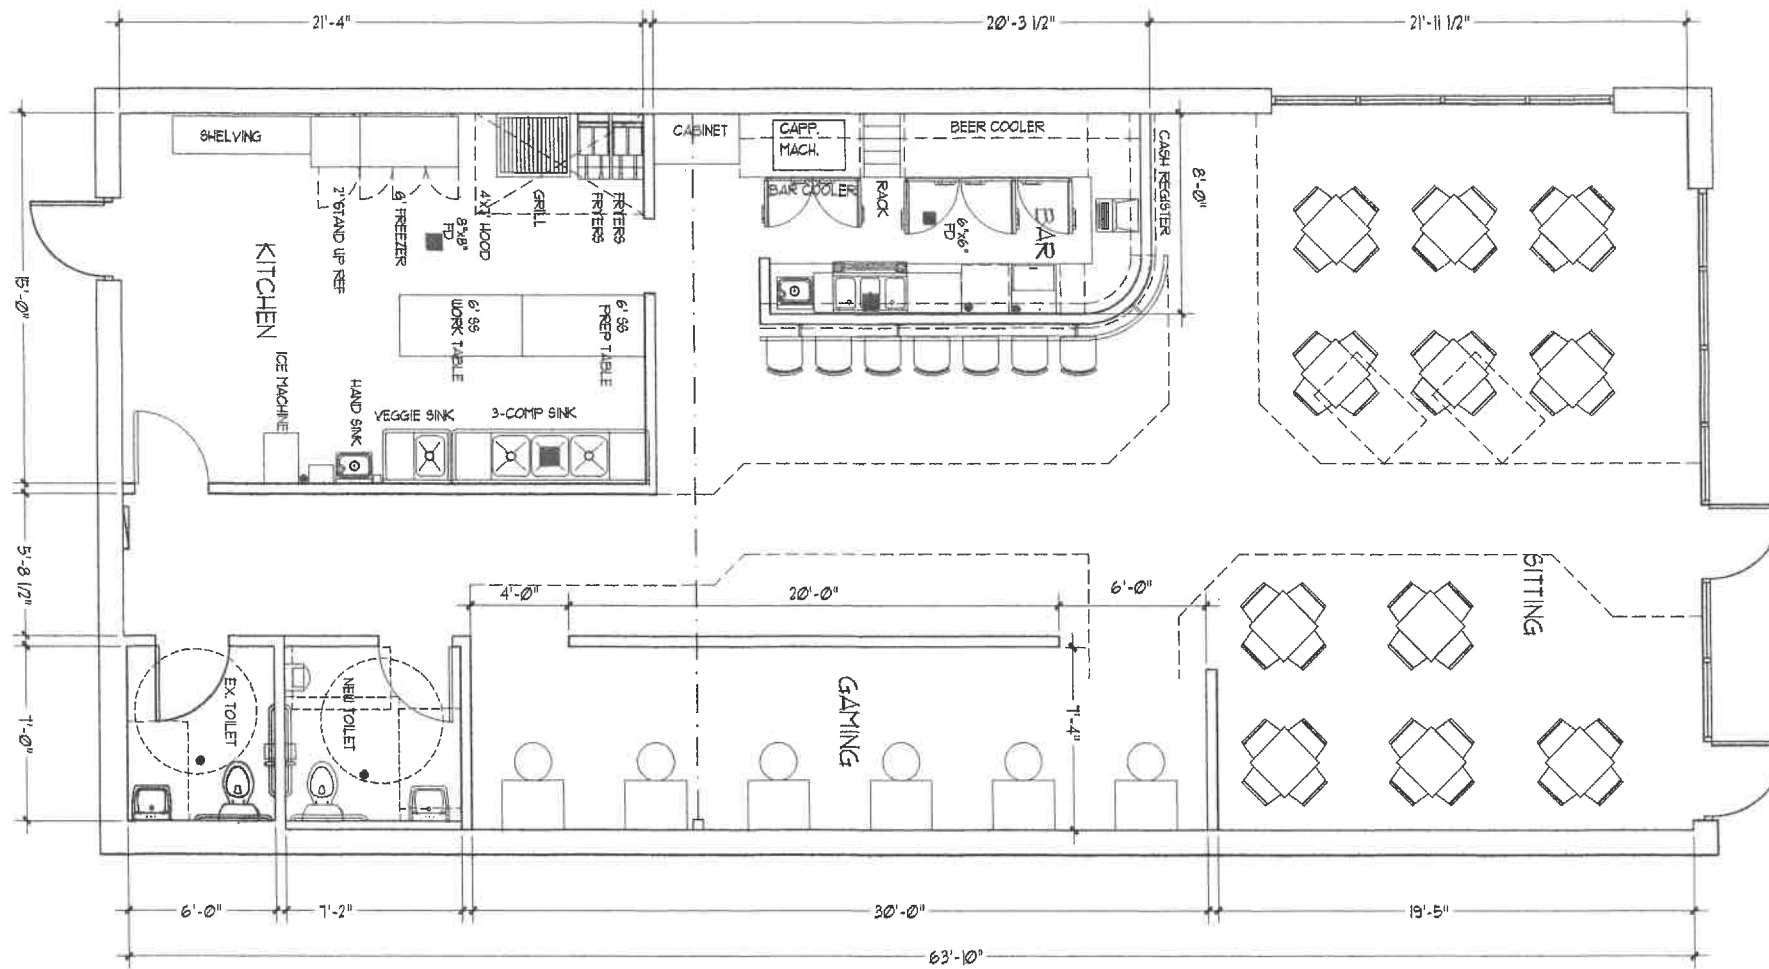 21'-4"
20'-3 1/2"
21'-11 1/2"
SHELVING
CABINET
CAPP.
MACH.
BEER COOLER
CASH REGISTER
8'-0"
2' STAND UP REF
6' FREEZER
8"x8"
FD
GRILL
FRYERS
FRYERS
BAR COOLER
RACK
6"x6"
FD
BAR
KITCHEN
15'-0"
6' SS
WORK TABLE
6' SS
PREP TABLE
ICE MACHINE
HAND SINK
VEGGIE SINK
3-COMP SINK
5'-8 1/2"
4'-0"
20'-0"
6'-0"
SITTING
7'-0"
EX. TOILET
NEW TOILET
GAMING
7'-4"
6'-0"
7'-2"
30'-0"
19'-5"
63'-10"